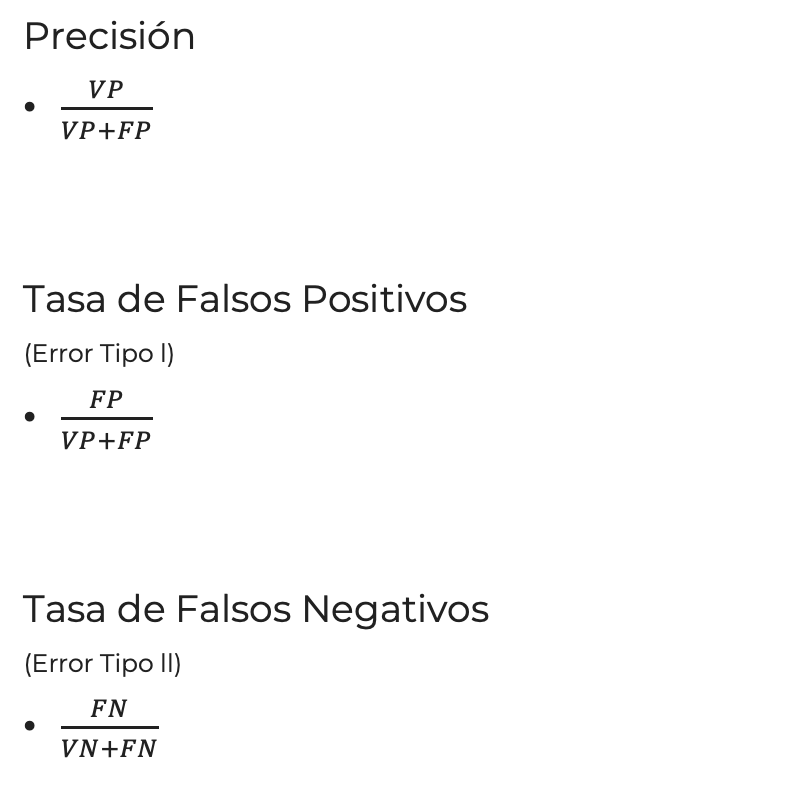 Precisión
• VP
VP+FP
Tasa de Falsos Positivos
(Error Tipo I)
• FP
VP+FP
Tasa de Falsos Negativos
(Error Tipo II)
• FN
VN+FN